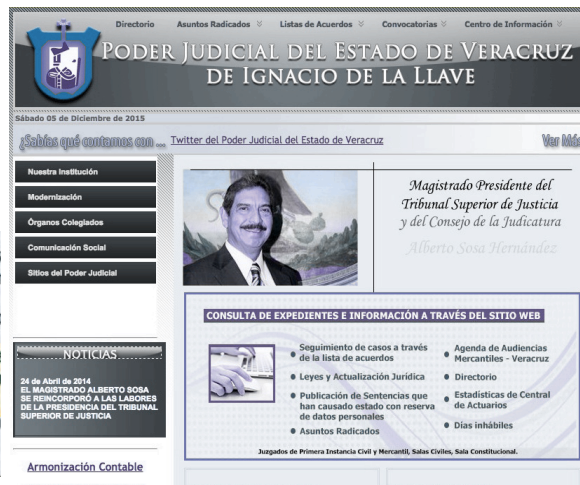 Directorio Asuntos Radicados Listas de Acuerdos Convocatorias Centro de Información
PODER JUDICIAL DEL ESTADO DE VERACRUZ
DE IGNACIO DE LA LLAVE
Sábado 05 de Diciembre de 2015
¿Sabías qué contamos con ... Twitter del Poder Judicial del Estado de Veracruz Ver Más
Nuestra Institución
Modernización
Órganos Colegiados
Comunicación Social
Sitios del Poder Judicial
NOTICIAS
24 de Abril de 2014
EL MAGISTRADO ALBERTO SOSA
SE REINCORPORÓ A LAS LABORES
DE LA PRESIDENCIA DEL TRIBUNAL
SUPERIOR DE JUSTICIA
Armonización Contable
Magistrado Presidente del
Tribunal Superior de Justicia
y del Consejo de la Judicatura
Alberto Sosa Hernández
CONSULTA DE EXPEDIENTES E INFORMACIÓN A TRAVÉS DEL SITIO WEB
Seguimiento de casos a través
de la lista de acuerdos
Leyes y Actualización Jurídica
Publicación de Sentencias que
han causado estado con reserva
de datos personales
Asuntos Radicados
Agenda de Audiencias
Mercantiles - Veracruz
Directorio
Estadísticas de Central
de Actuarios
Días inhábiles
Juzgados de Primera Instancia Civil y Mercantil, Salas Civiles, Sala Constitucional.